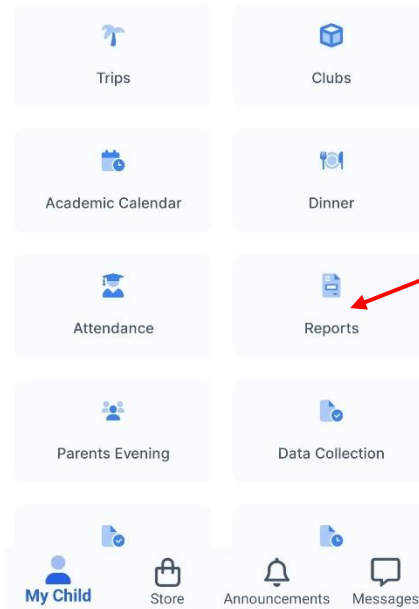 Trips
Clubs
Academic Calendar
Dinner
Attendance
Reports
Parents Evening
Data Collection
My Child
Store
Announcements
Messages